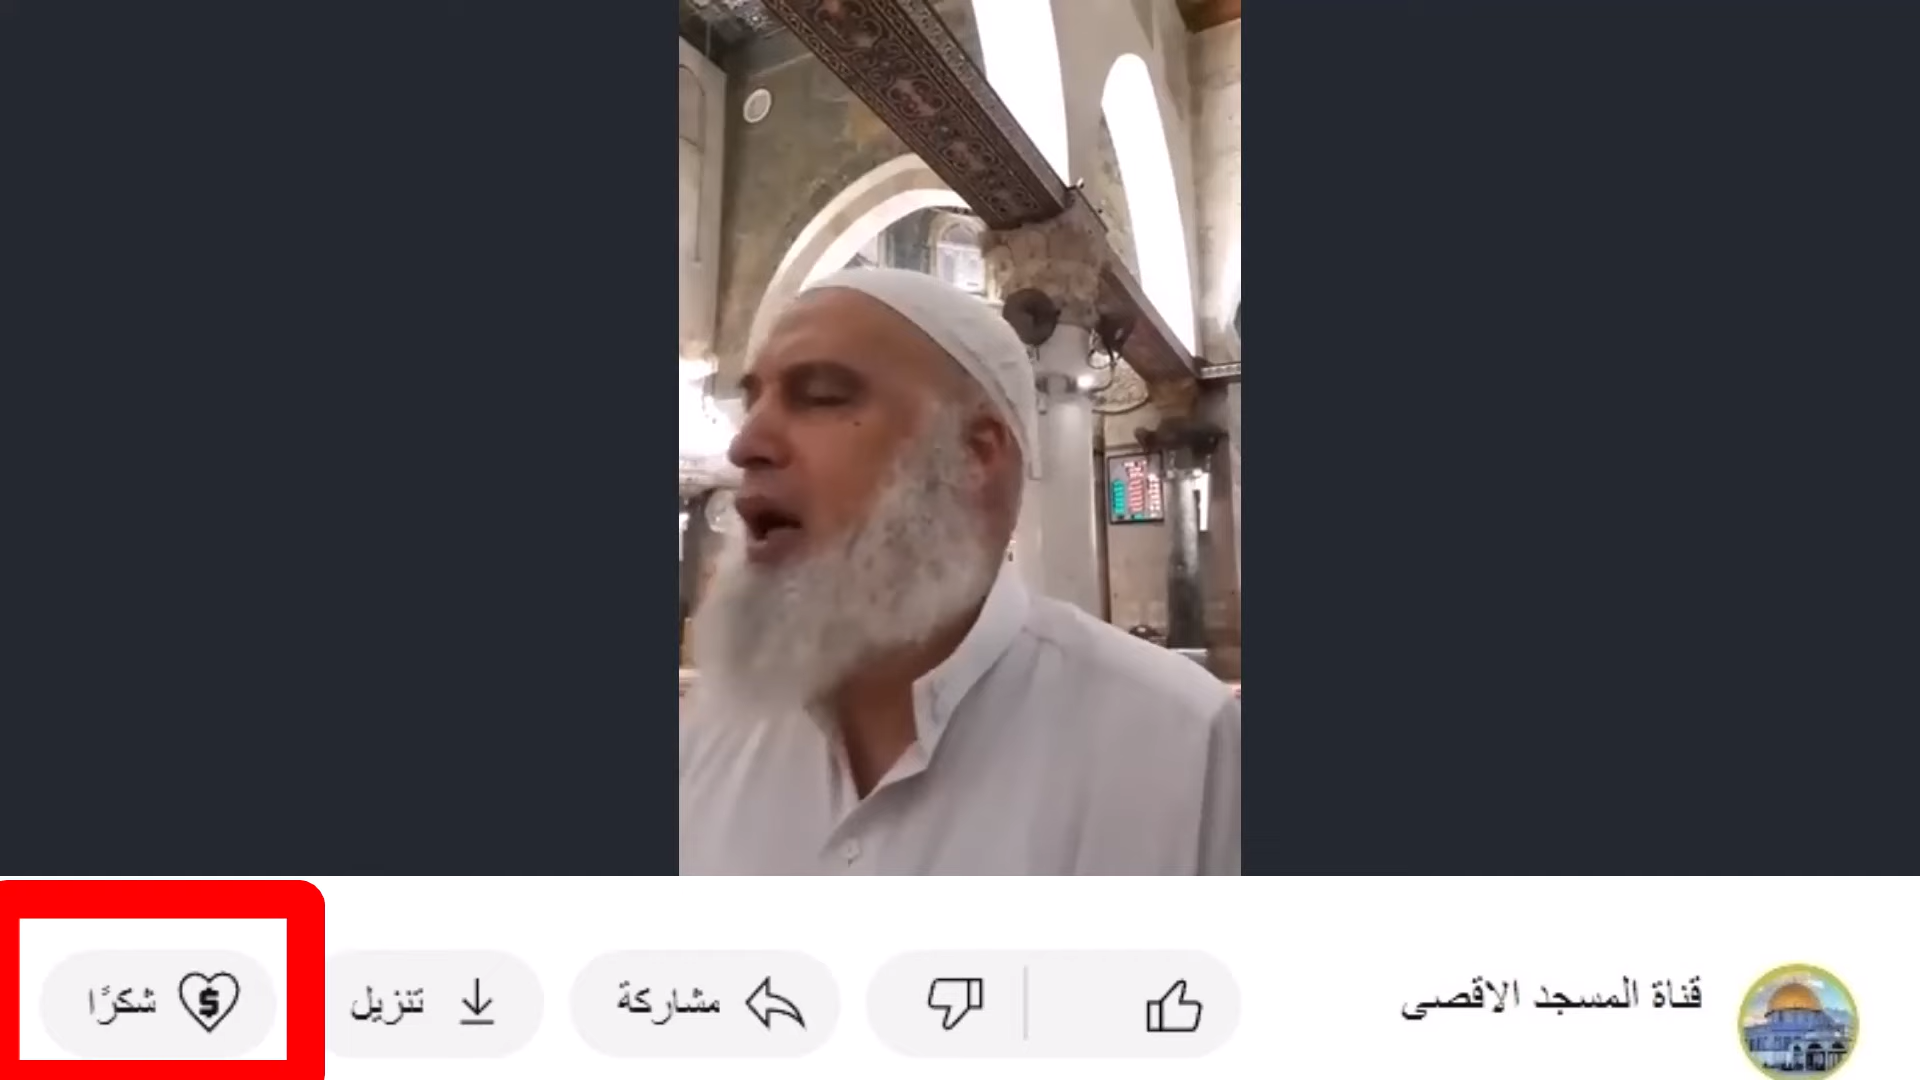 قناة المسجد الاقصى
مشاركة
تنزيل
شكرًا